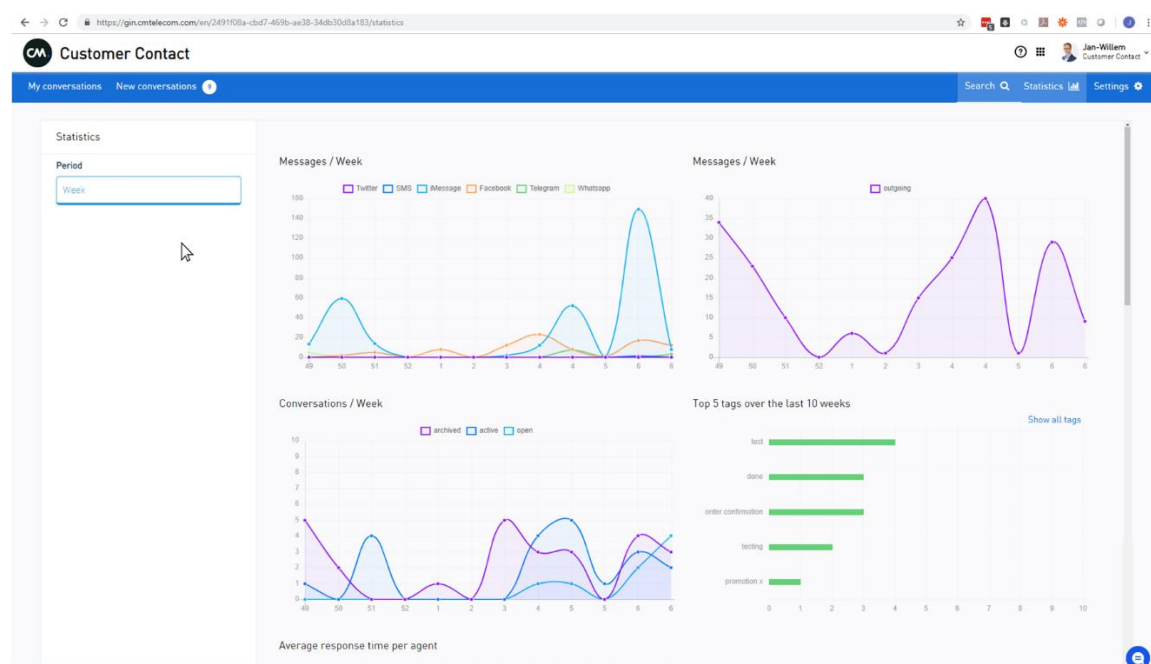 https://gin.cmtelecom.com/en/2491f08a-cbd7-469b-ae38-34db30d8a183/statistics
CM. Customer Contact
Jan-Willem
Customer Contact
My conversations New conversations 9 Search Statistics Settings
Statistics
Period
Week
Messages / Week
Twitter SMS iMessage Facebook Telegram Whatsapp
160
140
120
100
80
60
40
20
0
49 50 51 52 1 2 3 4 4 5 6 6
Messages / Week
outgoing
40
35
30
25
20
15
10
5
0
49 50 51 52 1 2 3 4 4 5 6 6
Conversations / Week
archived active open
10
9
8
7
6
5
4
3
2
1
0
49 50 51 52 1 2 3 4 5 5 6 6
Top 5 tags over the last 10 weeks
Show all tags
test
done
order confirmation
testing
promotion x
0 1 2 3 4 5 6 7 8 9 10
Average response time per agent